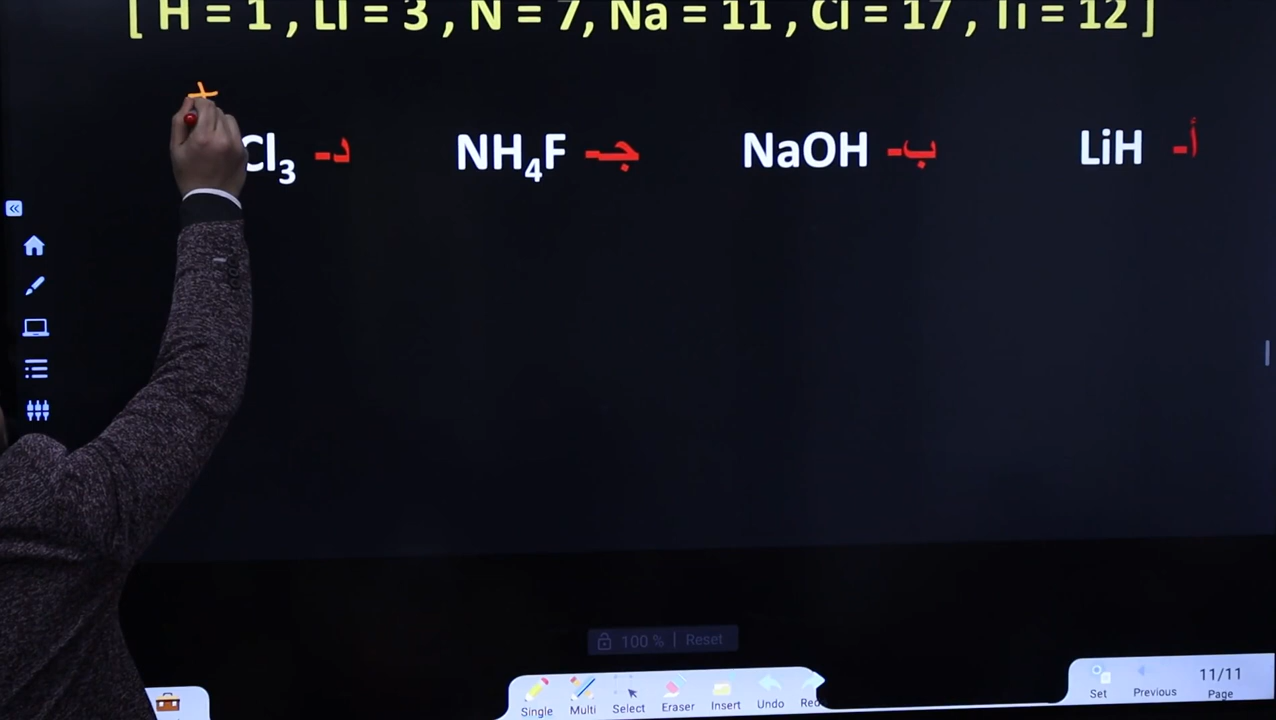 [ H = 1 , Li = 3 , N = 7, Na = 11 , Cl = 17 , Ti = 12 ]
+
أ- LiH ب- NaOH جـ- NH₄F د- Cl₃
100 % | Reset
Single Multi Select Eraser Insert Undo
Set Previous 11/11 Page